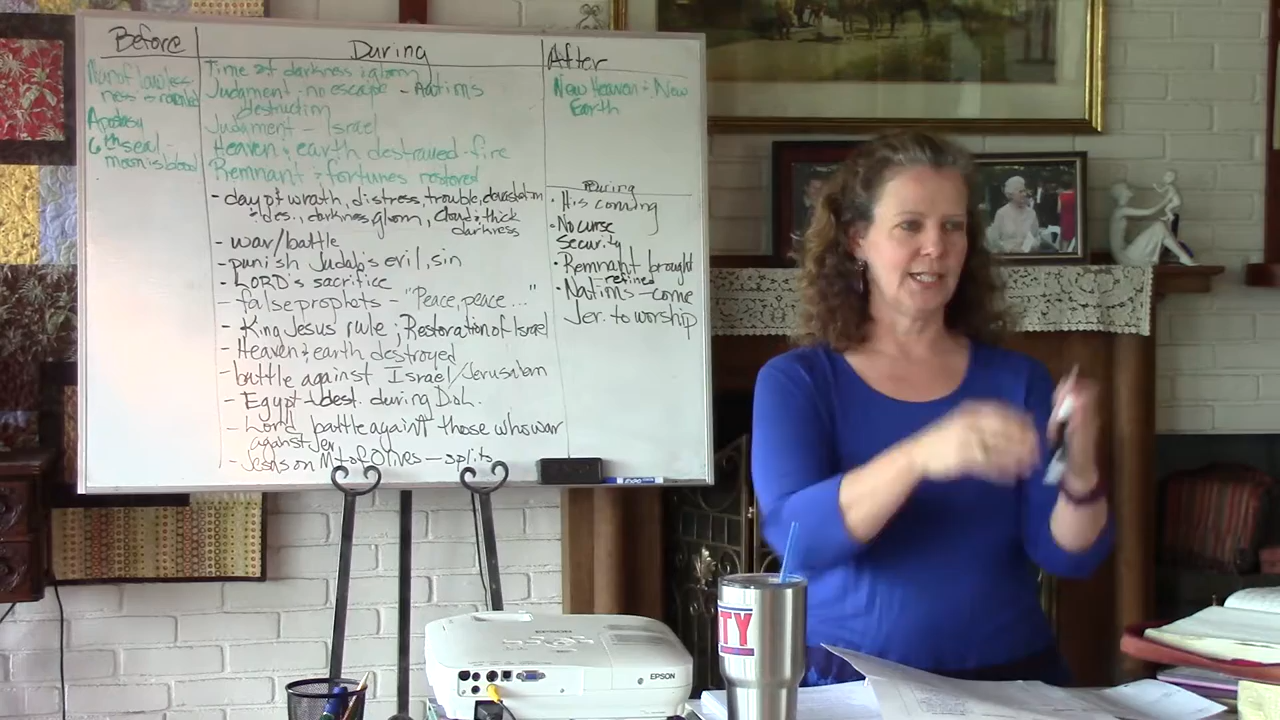 Before
During
After
Man of lawless-
ness is revealed
Apostasy
6th seal -
moon is blood
Time of darkness & gloom
Judgment - no escape - Nations
destruction
Judgment - Israel
Heaven & earth destroyed - fire
Remnant & fortunes restored
- day of wrath, distress, trouble, devastation
& des., darkness gloom, cloud & thick
darkness
- war/battle
- punish Judah's evil, sin
- LORD's sacrifice
- false prophets - "Peace, peace..."
- King Jesus rule; Restoration of Israel
- Heaven & earth destroyed
- battle against Israel/Jerusalem
- Egypt dest. during DoL.
- Lord battle against those who war
against Jer.
- Jesus on Mt of Olives - splits
New Heaven & New
Earth
During
• His coming
• No curse
security
• Remnant brought
refined
• Nations - come
Jer. to worship
EXPO
EPSON
EPSON
TY